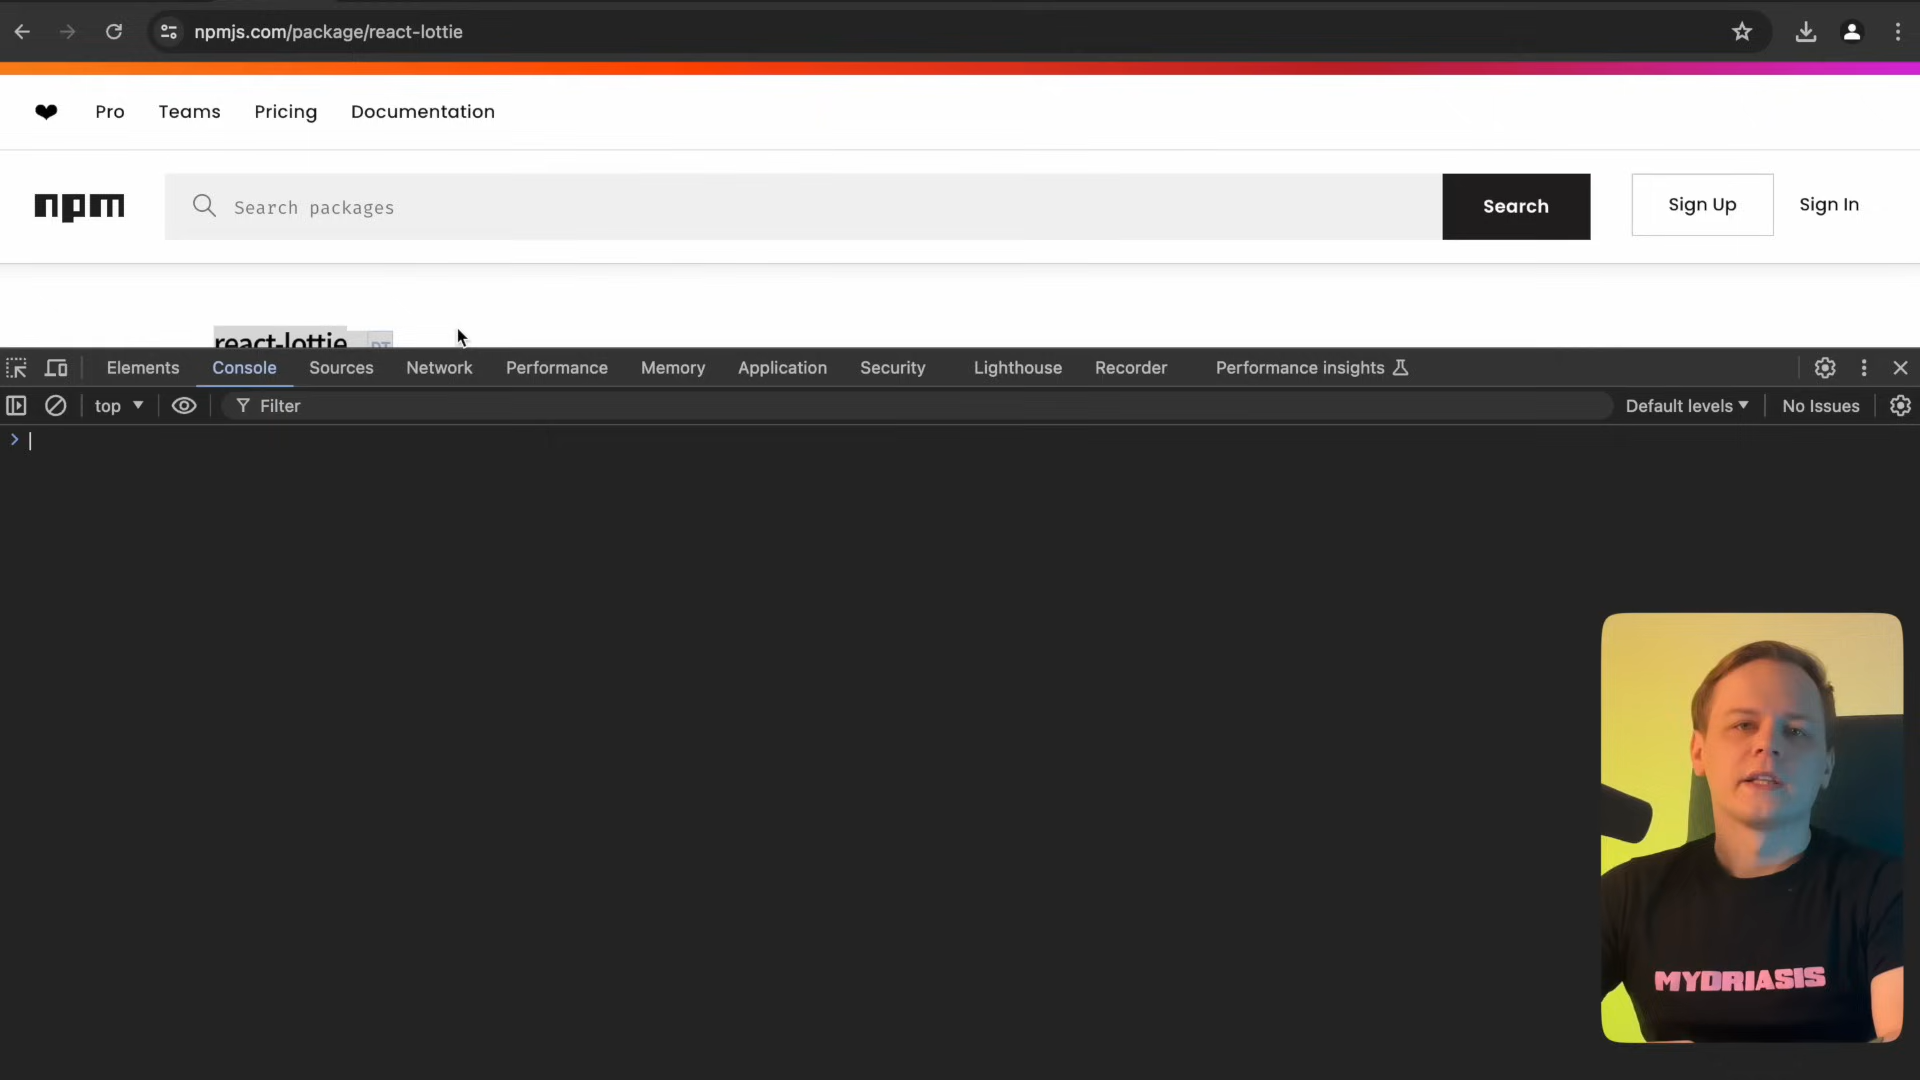 npmjs.com/package/react-lottie
Pro Teams Pricing Documentation
npm Search packages Search Sign Up Sign In
react-lottie DT
Elements Console Sources Network Performance Memory Application Security Lighthouse Recorder Performance insights
top Filter Default levels No Issues
MYDRIASIS